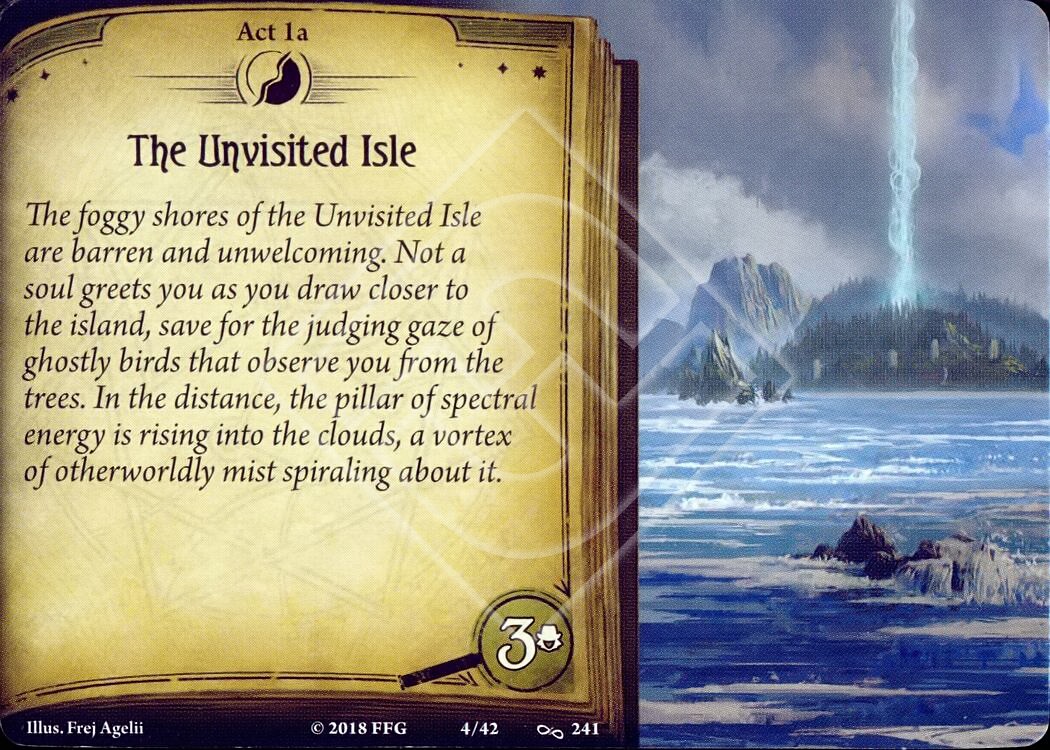 Act 1a
The Unvisited Isle
The foggy shores of the Unvisited Isle
are barren and unwelcoming. Not a
soul greets you as you draw closer to
the island, save for the judging gaze of
ghostly birds that observe you from the
trees. In the distance, the pillar of spectral
energy is rising into the clouds, a vortex
of otherworldly mist spiraling about it.
3
Illus. Frej Agelii © 2018 FFG 4/42 241